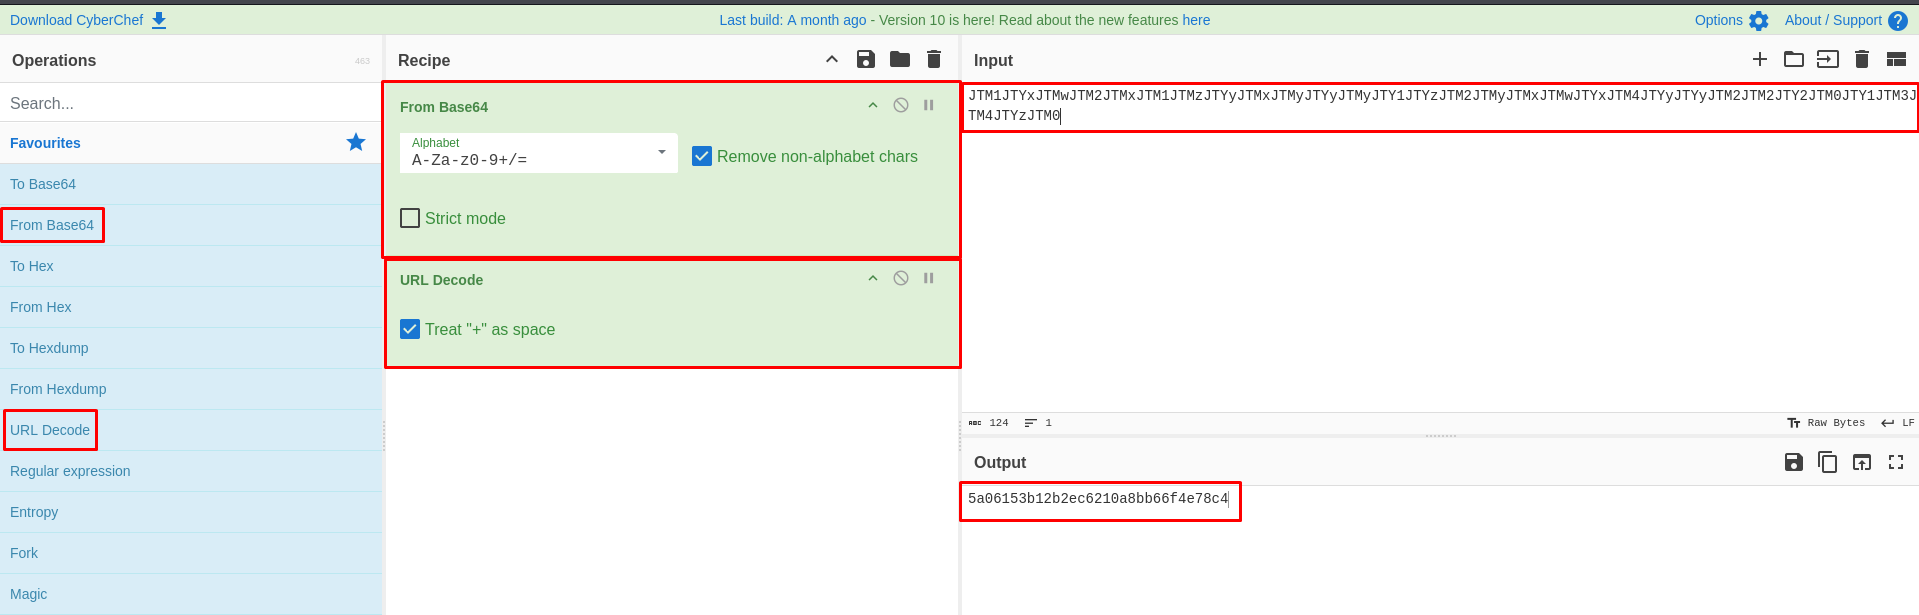 Download CyberChef
Last build: A month ago - Version 10 is here! Read about the new features here
Options
About / Support
Operations
463
Search...
Favourites
To Base64
From Base64
To Hex
From Hex
To Hexdump
From Hexdump
URL Decode
Regular expression
Entropy
Fork
Magic
Recipe
From Base64
Alphabet
A-Za-z0-9+/=
Remove non-alphabet chars
Strict mode
URL Decode
Treat "+" as space
Input
JTM1JTYxJTMwJTM2JTMxJTM1JTMzJTYyJTMxJTMyJTYyJTMyJTY1JTYzJTM2JTMyJTMxJTMwJTYxJTM4JTYyJTYyJTM2JTM2JTY2JTM0JTY1JTM3J
TM4JTYzJTM0
ABC 124
1
Raw Bytes
LF
Output
5a06153b12b2ec6210a8bb66f4e78c4